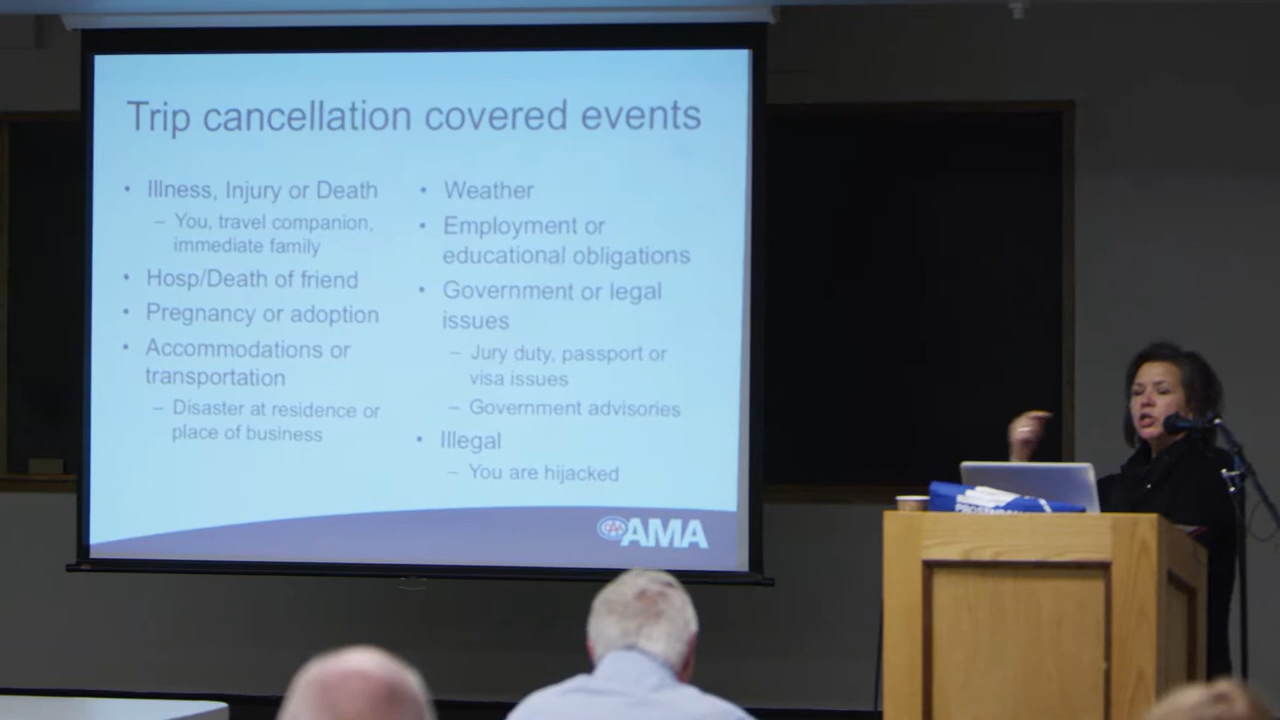 Trip cancellation covered events
• Illness, Injury or Death
– You, travel companion,
immediate family
• Hosp/Death of friend
• Pregnancy or adoption
• Accommodations or
transportation
– Disaster at residence or
place of business
• Weather
• Employment or
educational obligations
• Government or legal
issues
– Jury duty, passport or
visa issues
– Government advisories
• Illegal
– You are hijacked
CAA AMA